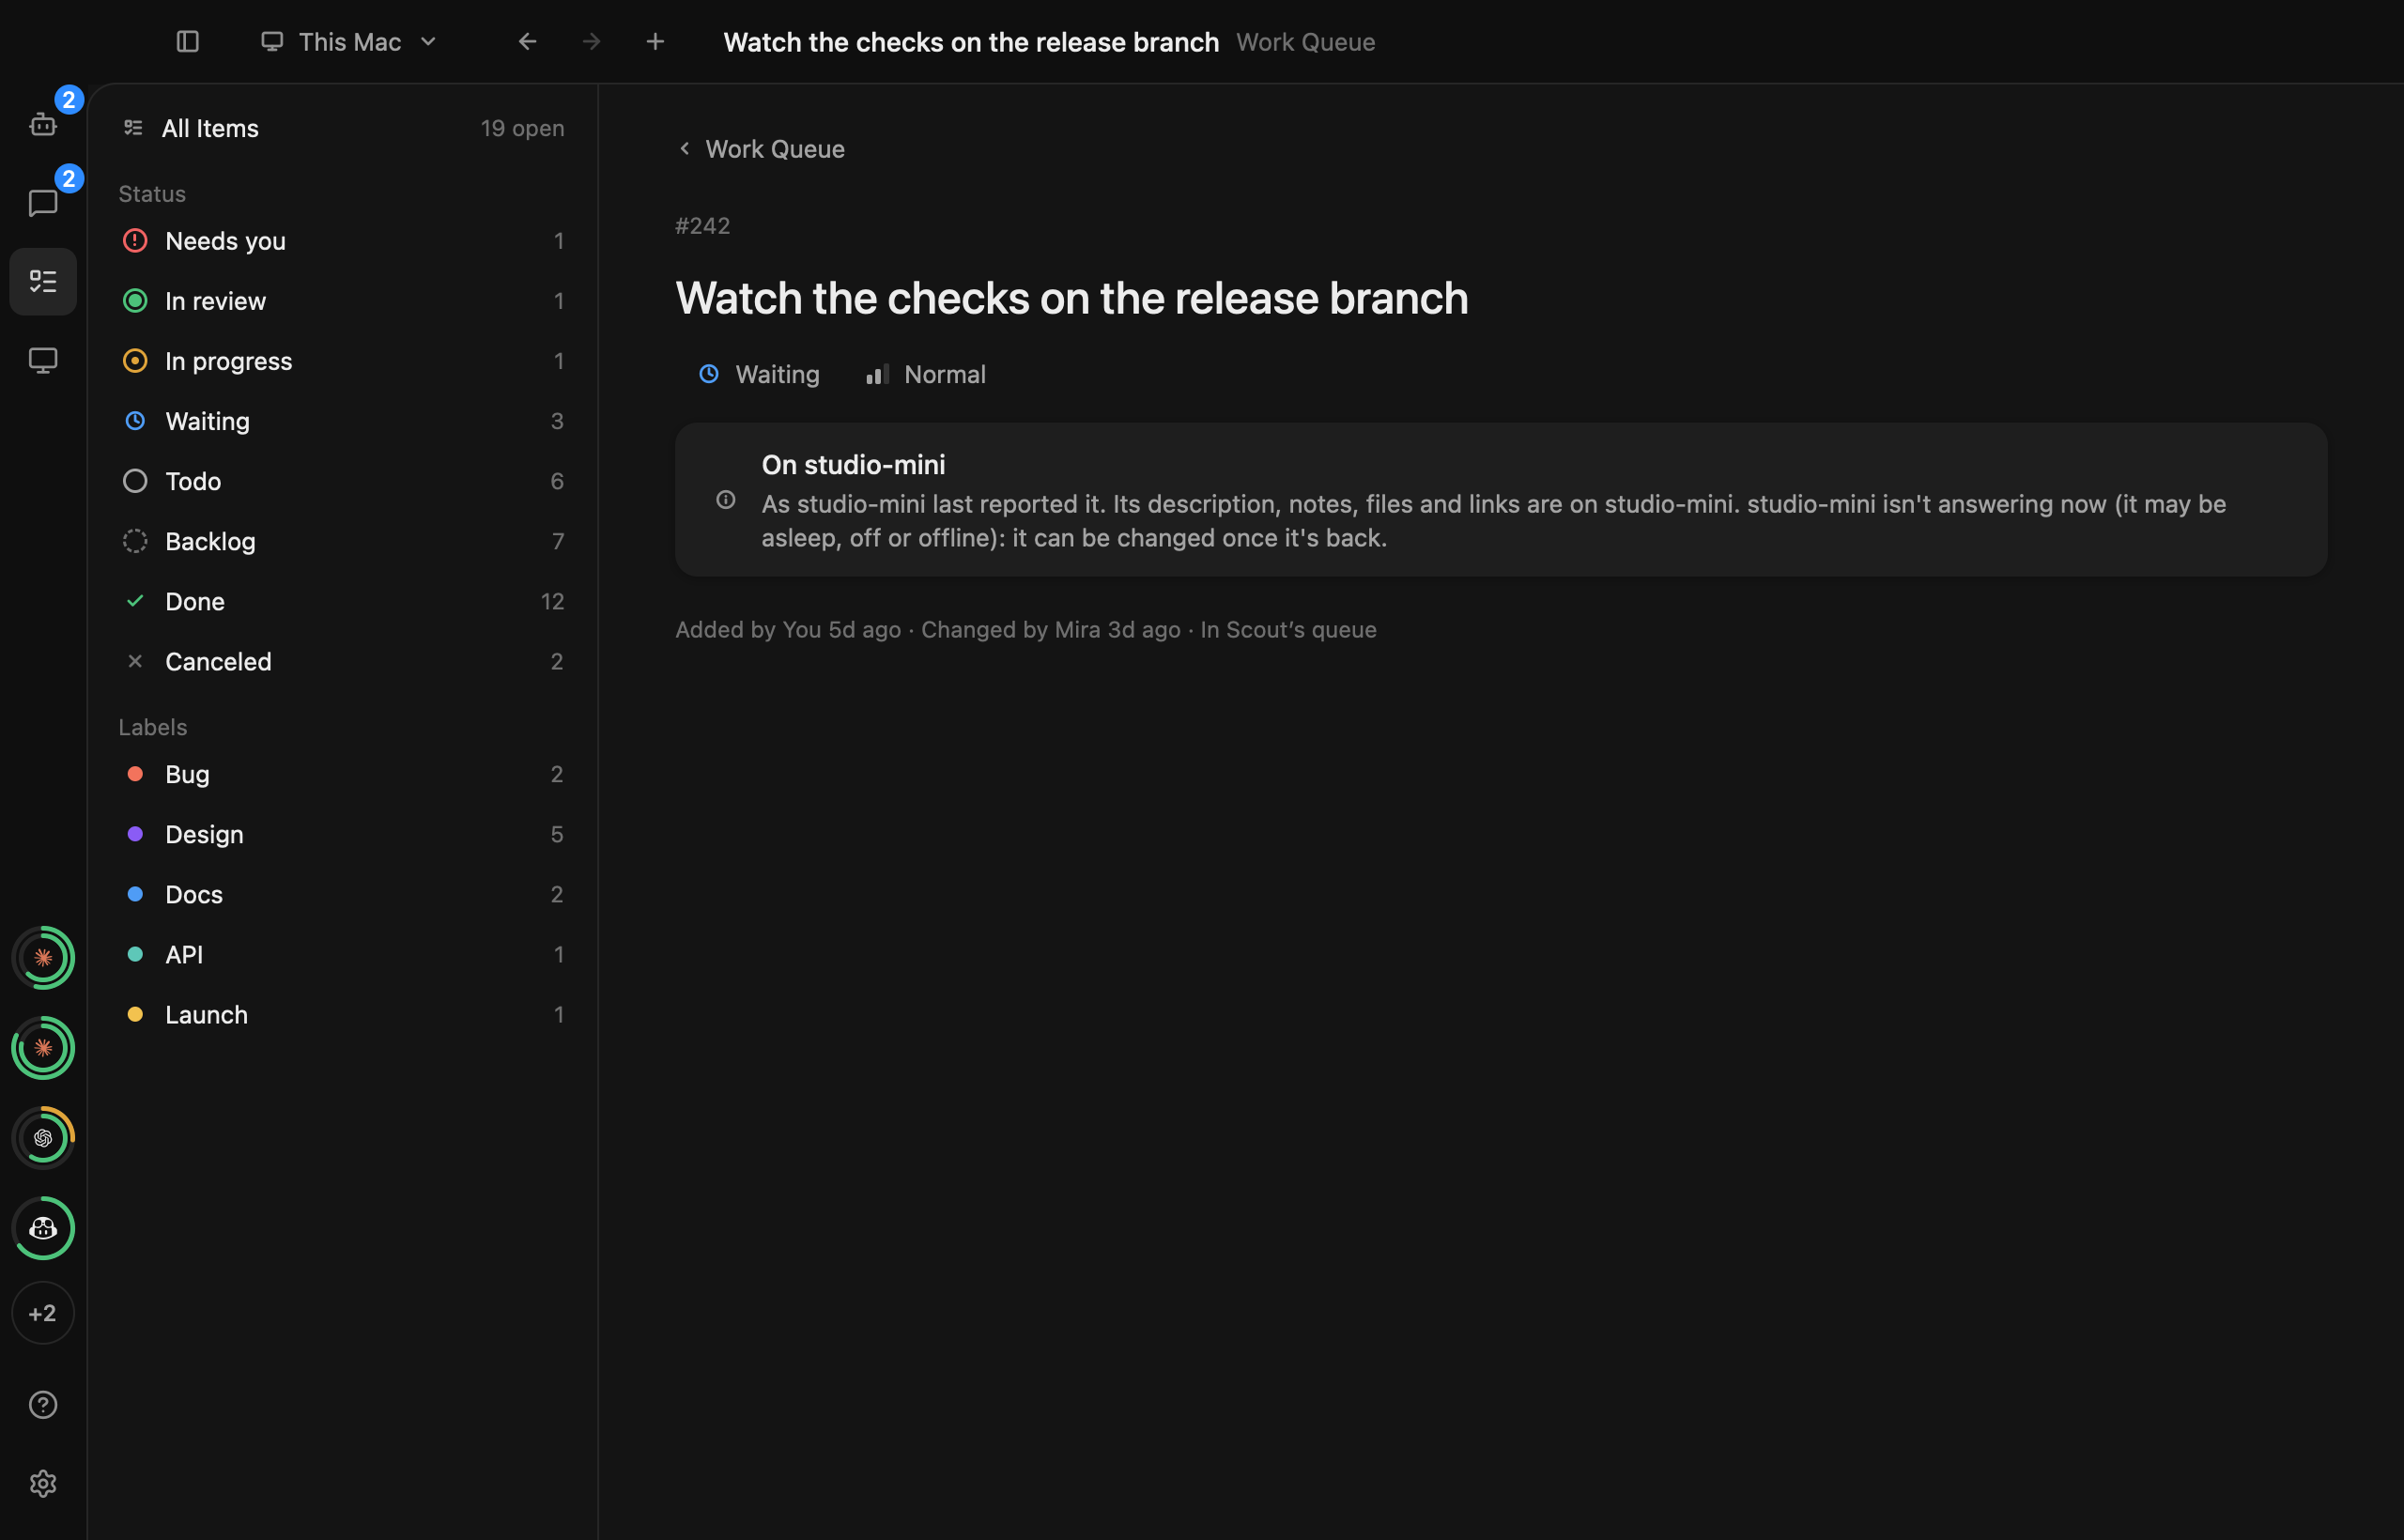 This Mac
Watch the checks on the release branch Work Queue
2
2
All Items 19 open
Status
Needs you 1
In review 1
In progress 1
Waiting 3
Todo 6
Backlog 7
Done 12
Canceled 2
Labels
Bug 2
Design 5
Docs 2
API 1
Launch 1
+2
Work Queue
#242
Watch the checks on the release branch
Waiting Normal
On studio-mini
As studio-mini last reported it. Its description, notes, files and links are on studio-mini. studio-mini isn't answering now (it may be
asleep, off or offline): it can be changed once it's back.
Added by You 5d ago · Changed by Mira 3d ago · In Scout’s queue